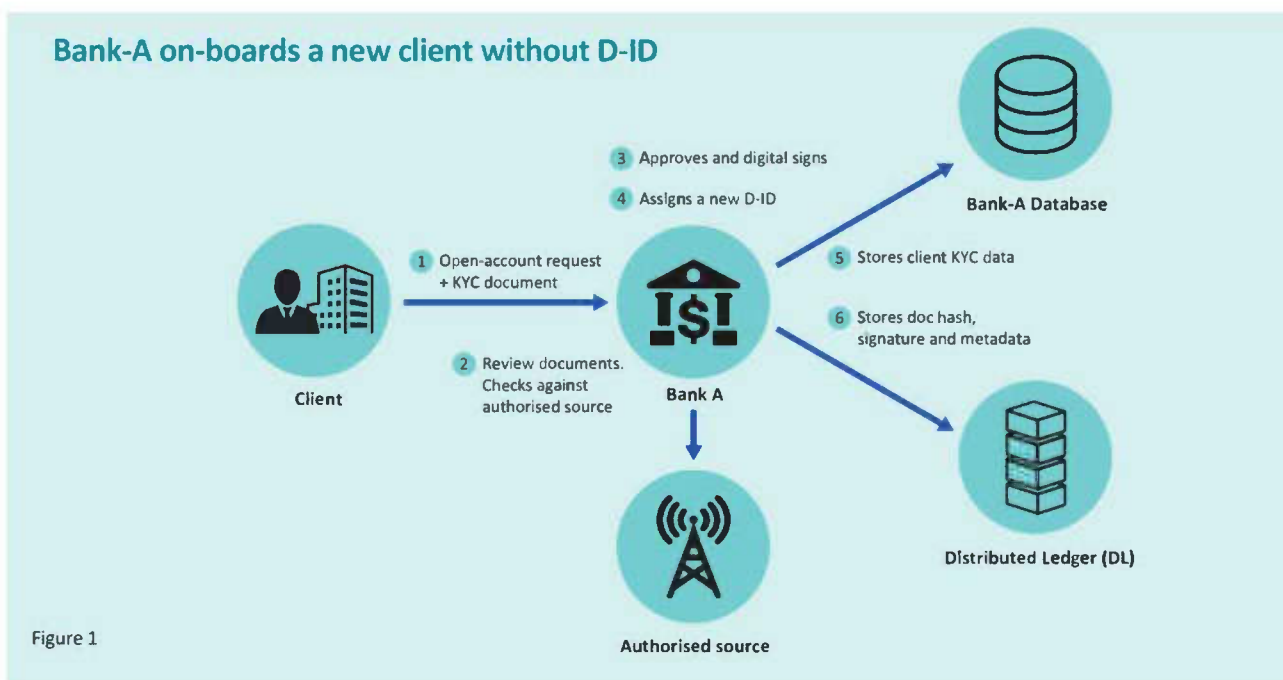 Bank-A on-boards a new client without D-ID
3 Approves and digital signs
4 Assigns a new D-ID
Bank-A Database
1 Open-account request
+ KYC document
5 Stores client KYC data
6 Stores doc hash,
signature and metadata
2 Review documents.
Checks against
authorised source
Client
Bank A
$
Distributed Ledger (DL)
Figure 1
Authorised source